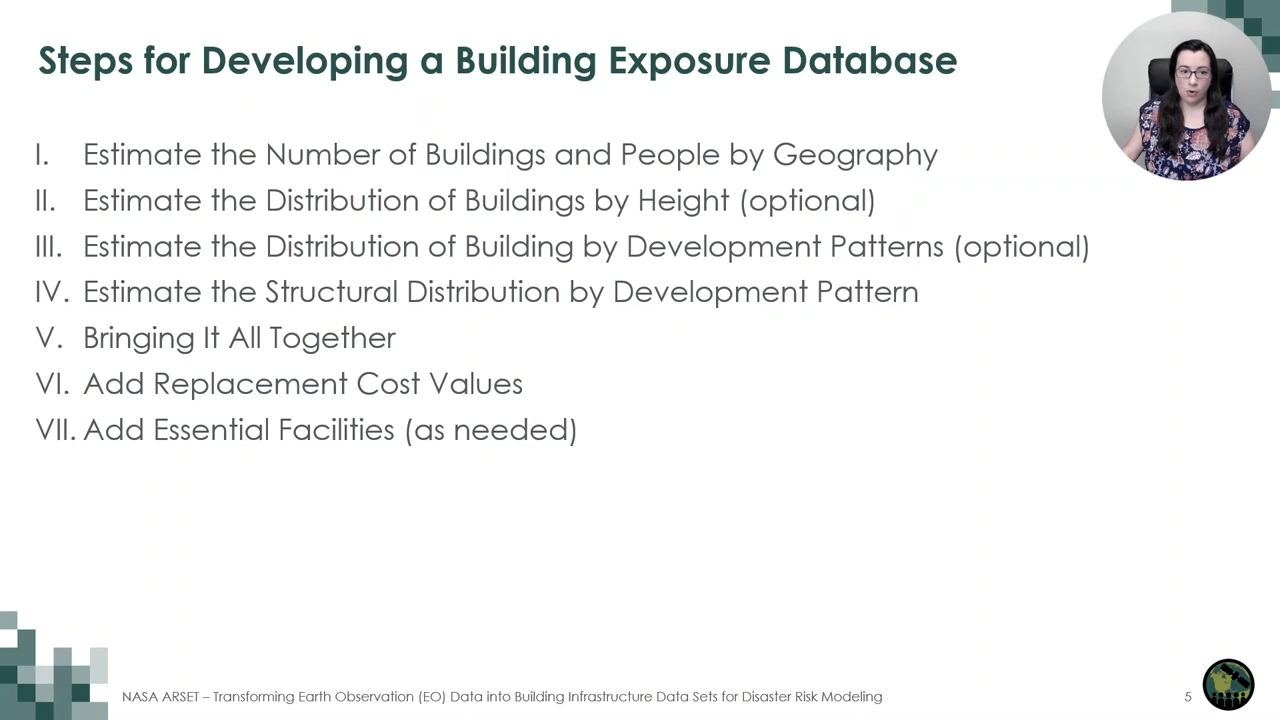 Steps for Developing a Building Exposure Database
I. Estimate the Number of Buildings and People by Geography
II. Estimate the Distribution of Buildings by Height (optional)
III. Estimate the Distribution of Building by Development Patterns (optional)
IV. Estimate the Structural Distribution by Development Pattern
V. Bringing It All Together
VI. Add Replacement Cost Values
VII. Add Essential Facilities (as needed)
NASA ARSET – Transforming Earth Observation (EO) Data into Building Infrastructure Data Sets for Disaster Risk Modeling
5